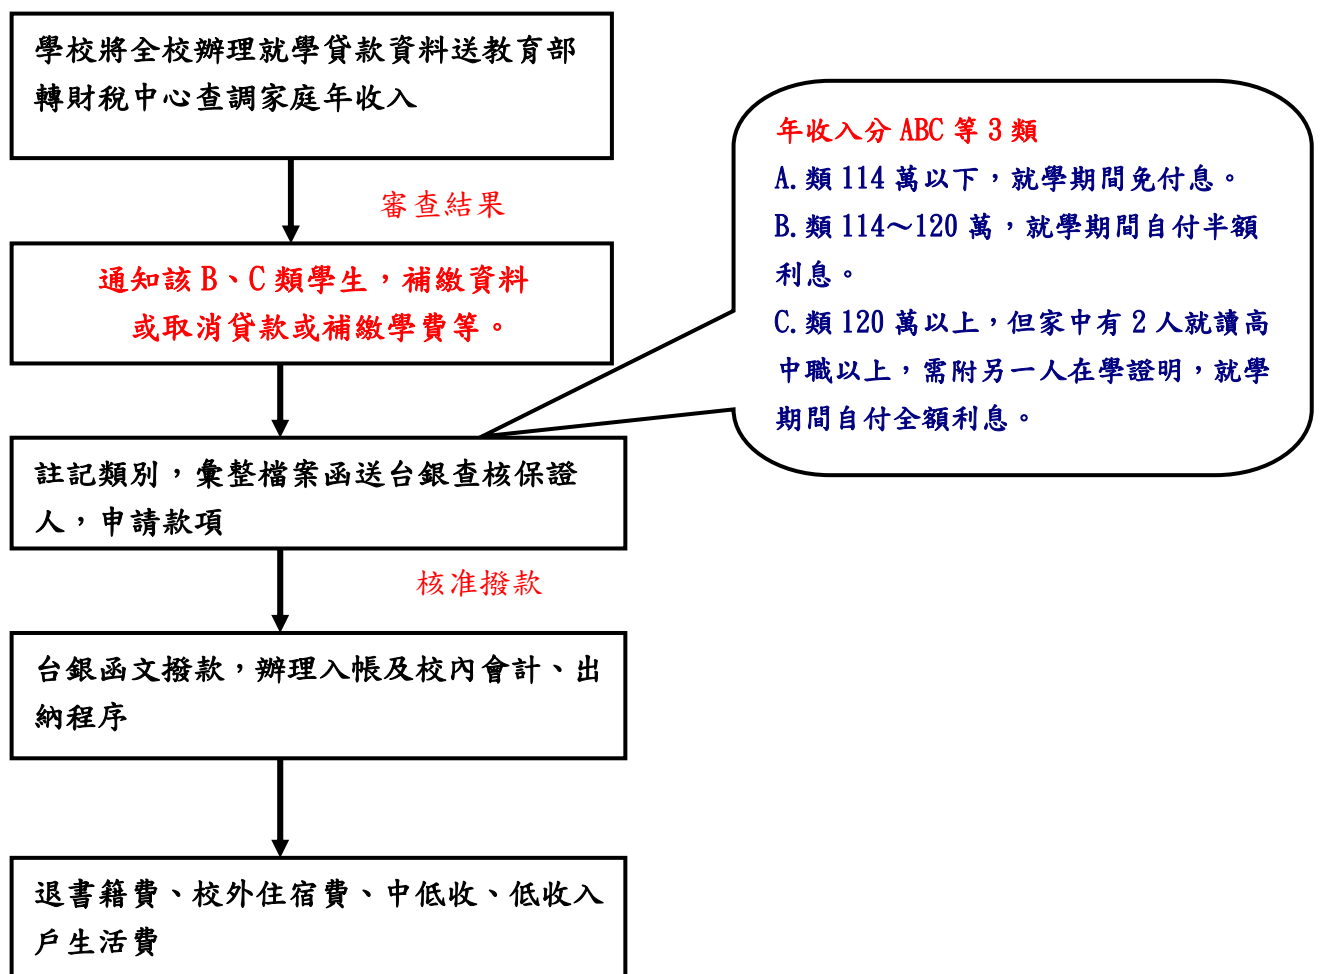 學校將全校辦理就學貸款資料送教育部
轉財稅中心查調家庭年收入
審查結果
通知該 B、C 類學生，補繳資料
或取消貸款或補繳學費等。
年收入分 ABC 等 3 類
A. 類 114 萬以下，就學期間免付息。
B. 類 114～120 萬，就學期間自付半額
利息。
C. 類 120 萬以上，但家中有 2 人就讀高
中職以上，需附另一人在學證明，就學
期間自付全額利息。
註記類別，彙整檔案函送台銀查核保證
人，申請款項
核准撥款
台銀函文撥款，辦理入帳及校內會計、出
納程序
退書籍費、校外住宿費、中低收、低收入
戶生活費